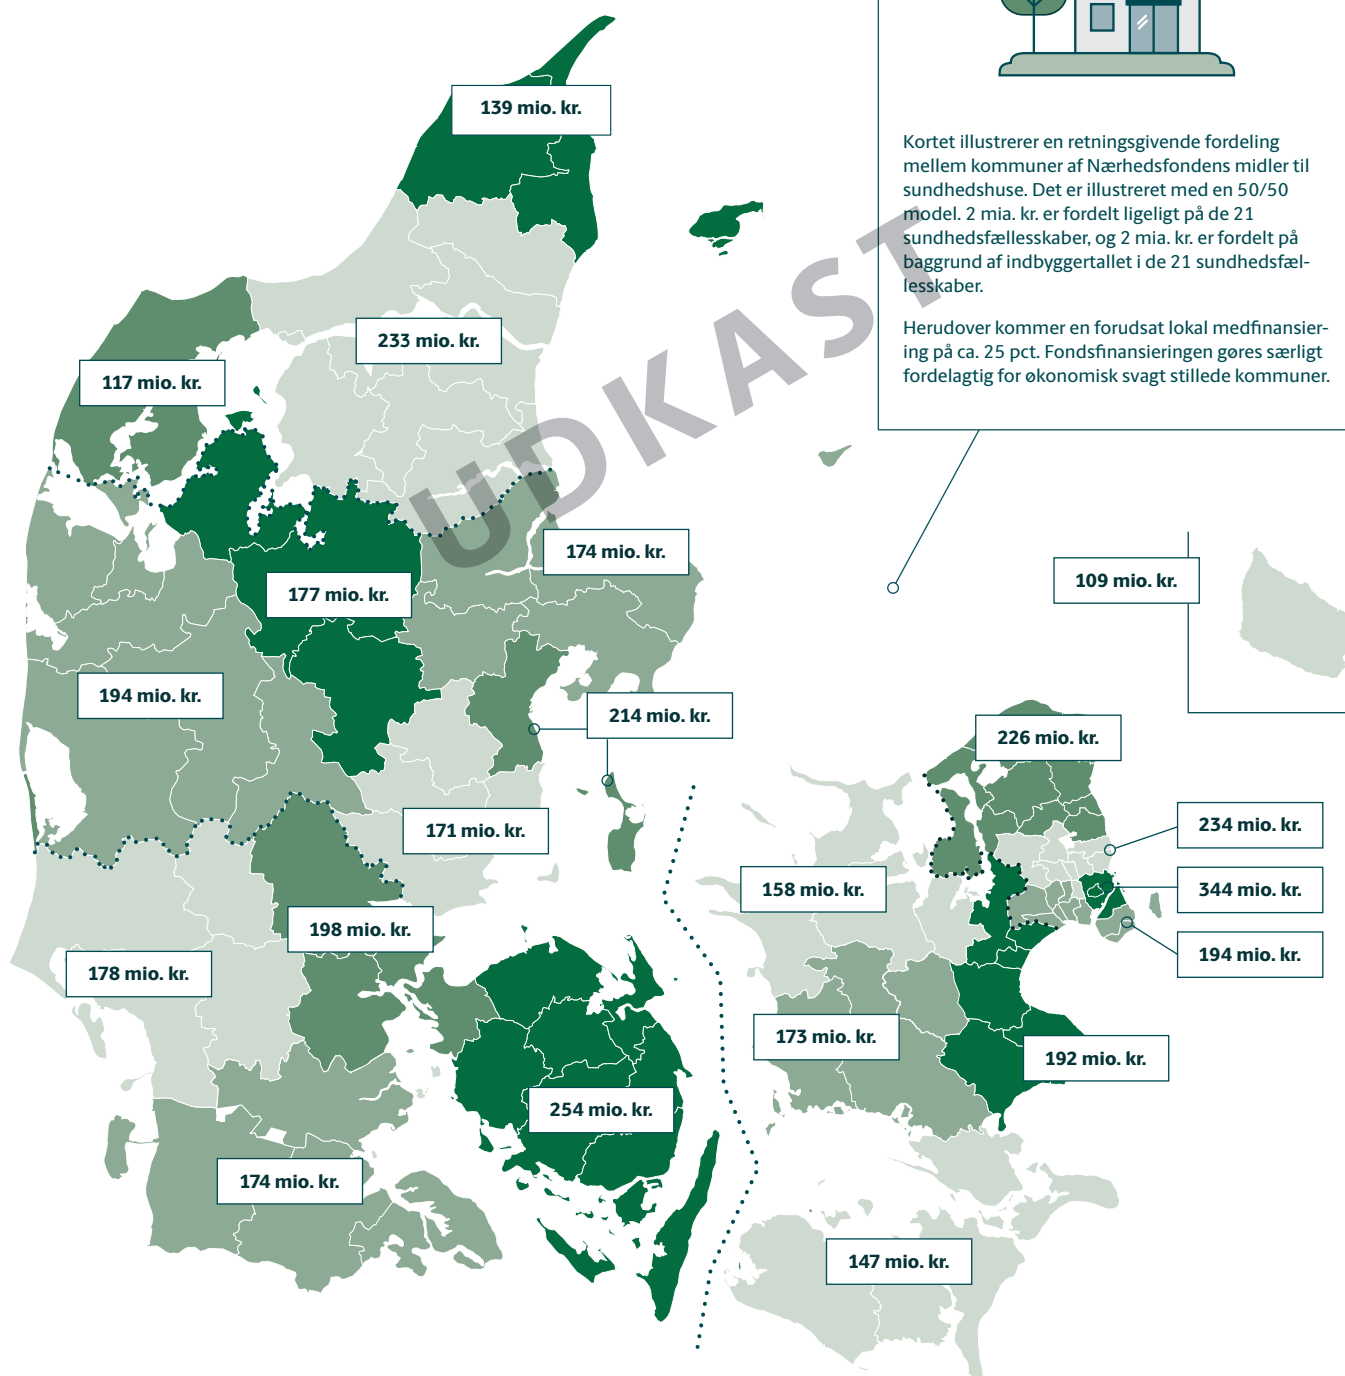 139 mio. kr.
Kortet illustrerer en retningsgivende fordeling
mellem kommuner af Nærhedsfondens midler til
sundhedshuse. Det er illustreret med en 50/50
model. 2 mia. kr. er fordelt ligeligt på de 21
sundhedsfællesskaber, og 2 mia. kr. er fordelt på
baggrund af indbyggertallet i de 21 sundhedsfæl-
lesskaber.
Herudover kommer en forudsat lokal medfinansier-
ing på ca. 25 pct. Fondsfinansieringen gøres særligt
fordelagtig for økonomisk svagt stillede kommuner.
UDKAST
233 mio. kr.
117 mio. kr.
174 mio. kr.
109 mio. kr.
177 mio. kr.
194 mio. kr.
214 mio. kr.
226 mio. kr.
171 mio. kr.
234 mio. kr.
158 mio. kr.
344 mio. kr.
198 mio. kr.
194 mio. kr.
178 mio. kr.
173 mio. kr.
192 mio. kr.
254 mio. kr.
174 mio. kr.
147 mio. kr.